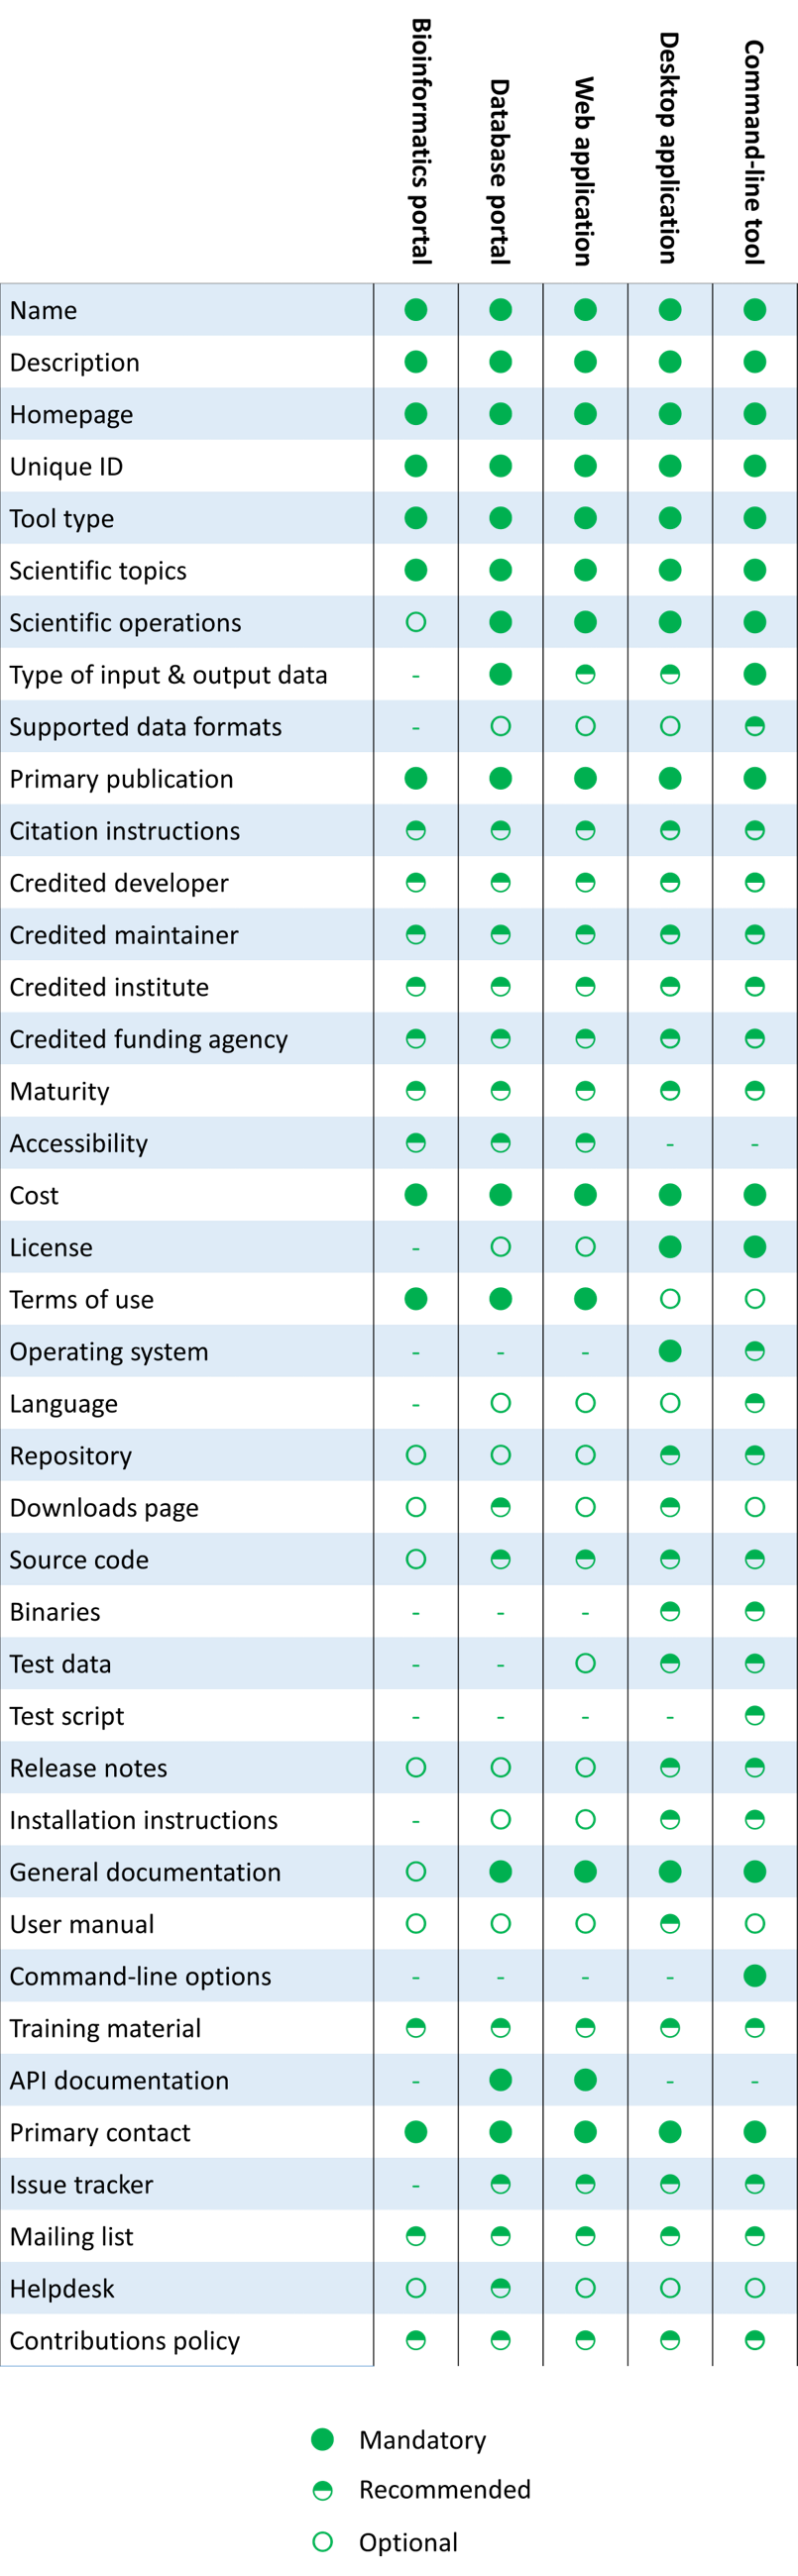 Bioinformatics portal
Database portal
Web application
Desktop application
Command-line tool
Name
Description
Homepage
Unique ID
Tool type
Scientific topics
Scientific operations
Type of input & output data -
Supported data formats -
Primary publication
Citation instructions
Credited developer
Credited maintainer
Credited institute
Credited funding agency
Maturity
Accessibility - -
Cost
License -
Terms of use
Operating system - - -
Language -
Repository
Downloads page
Source code
Binaries - - -
Test data - -
Test script - - - -
Release notes
Installation instructions -
General documentation
User manual
Command-line options - - - -
Training material
API documentation - - -
Primary contact
Issue tracker -
Mailing list
Helpdesk
Contributions policy
Mandatory
Recommended
Optional